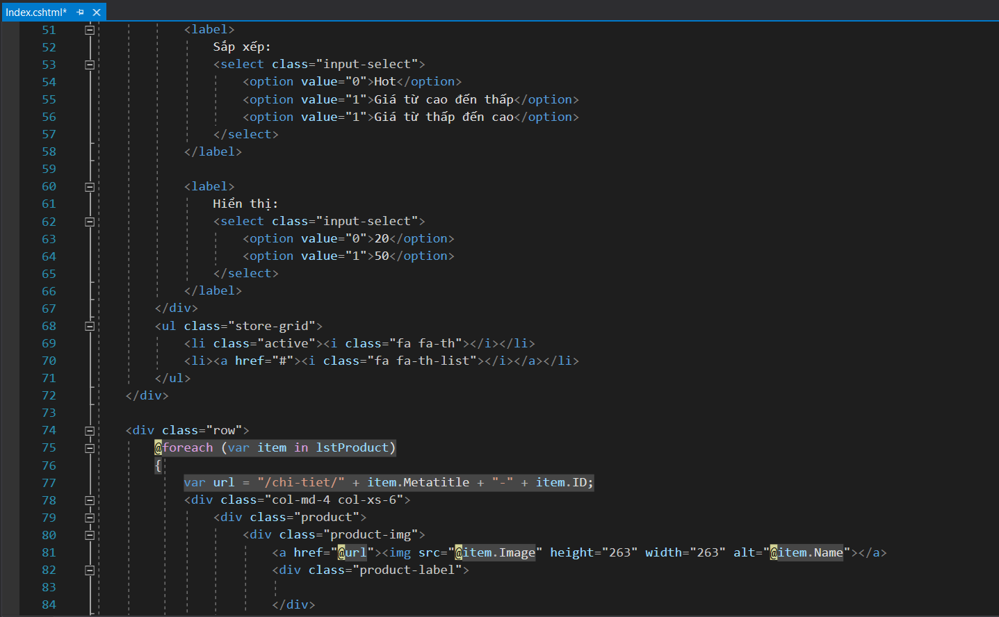 Index.cshtml*
51 <label>
52 Sắp xếp:
53 <select class="input-select">
54 <option value="0">Hot</option>
55 <option value="1">Giá từ cao đến thấp</option>
56 <option value="1">Giá từ thấp đến cao</option>
57 </select>
58 </label>
59
60 <label>
61 Hiển thị:
62 <select class="input-select">
63 <option value="0">20</option>
64 <option value="1">50</option>
65 </select>
66 </label>
67 </div>
68 <ul class="store-grid">
69 <li class="active"><i class="fa fa-th"></i></li>
70 <li><a href="#"><i class="fa fa-th-list"></i></a></li>
71 </ul>
72 </div>
73
74 <div class="row">
75 @foreach (var item in lstProduct)
76 {
77 var url = "/chi-tiet/" + item.Metatitle + "-" + item.ID;
78 <div class="col-md-4 col-xs-6">
79 <div class="product">
80 <div class="product-img">
81 <a href="@url"><img src="@item.Image" height="263" width="263" alt="@item.Name"></a>
82 <div class="product-label">
83
84 </div>